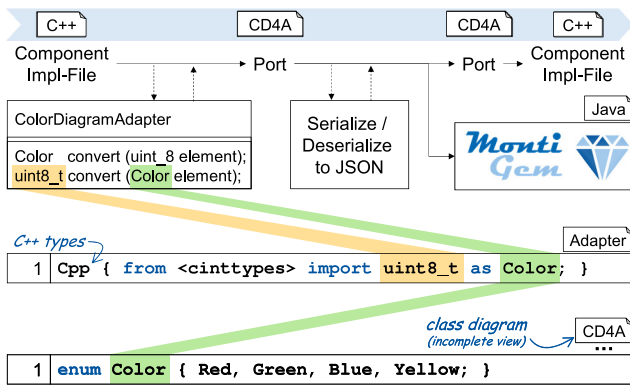 C++ CD4A CD4A C++
Component Impl-File Port Port Component Impl-File
ColorDiagramAdapter
Color convert (uint_8 element);
uint8_t convert (Color element);
Serialize /
Deserialize
to JSON
Java
Monti
Gem
C++ types
Adapter
1 Cpp { from <cinttypes> import uint8_t as Color; }
class diagram
(incomplete view)
CD4A
...
1 enum Color { Red, Green, Blue, Yellow; }